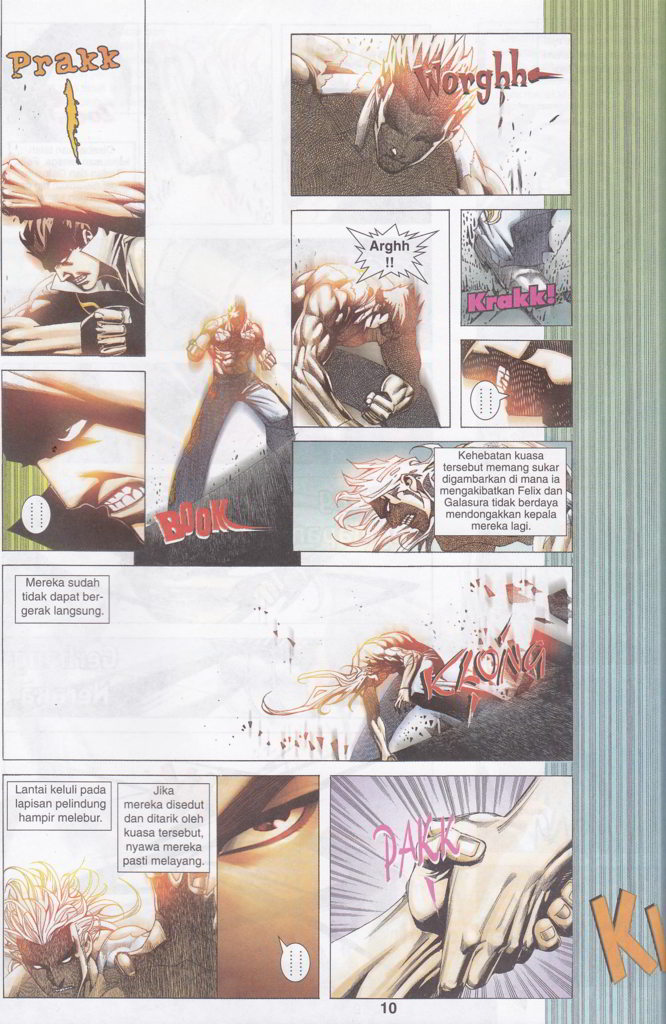 Prakk
Worghh
Arghh
!!
Krakk!
BOOK
Kehebatan kuasa
tersebut memang sukar
digambarkan di mana ia
mengakibatkan Felix dan
Galasura tidak berdaya
mendongakkan kepala
mereka lagi.
Mereka sudah
tidak dapat ber-
gerak langsung.
KLONG
Lantai keluli pada
lapisan pelindung
hampir melebur.
Jika
mereka disedut
dan ditarik oleh
kuasa tersebut,
nyawa mereka
pasti melayang.
PAKK
10